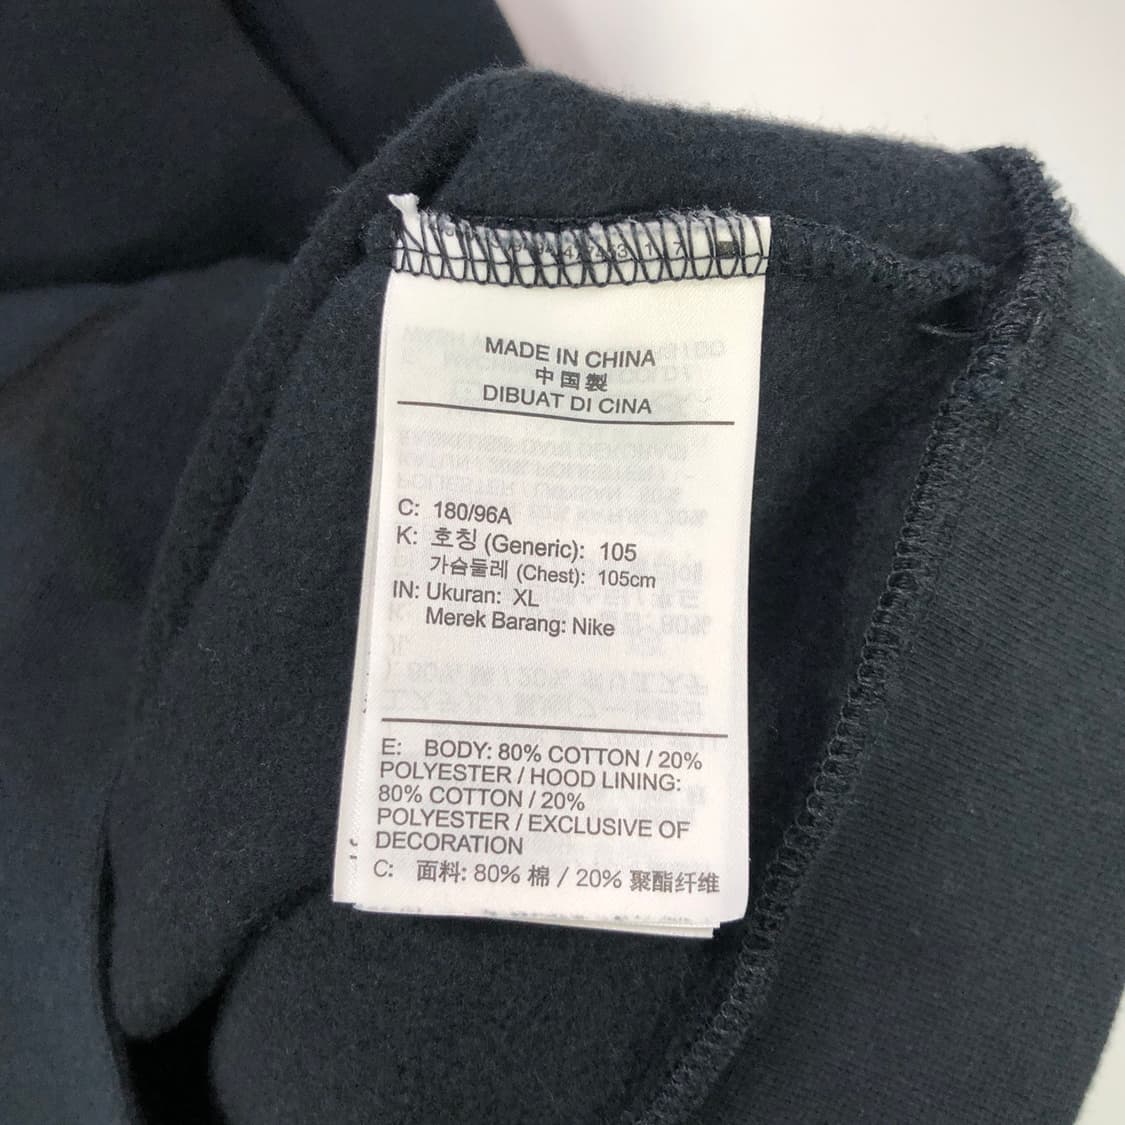 MADE IN CHINA
中国製
DIBUAT DI CINA
C: 180/96A
K: 호칭 (Generic): 105
가슴둘레 (Chest): 105cm
IN: Ukuran: XL
Merek Barang: Nike
E: BODY: 80% COTTON / 20%
POLYESTER / HOOD LINING:
80% COTTON / 20%
POLYESTER / EXCLUSIVE OF
DECORATION
C: 面料: 80% 棉 / 20% 聚酯纤维